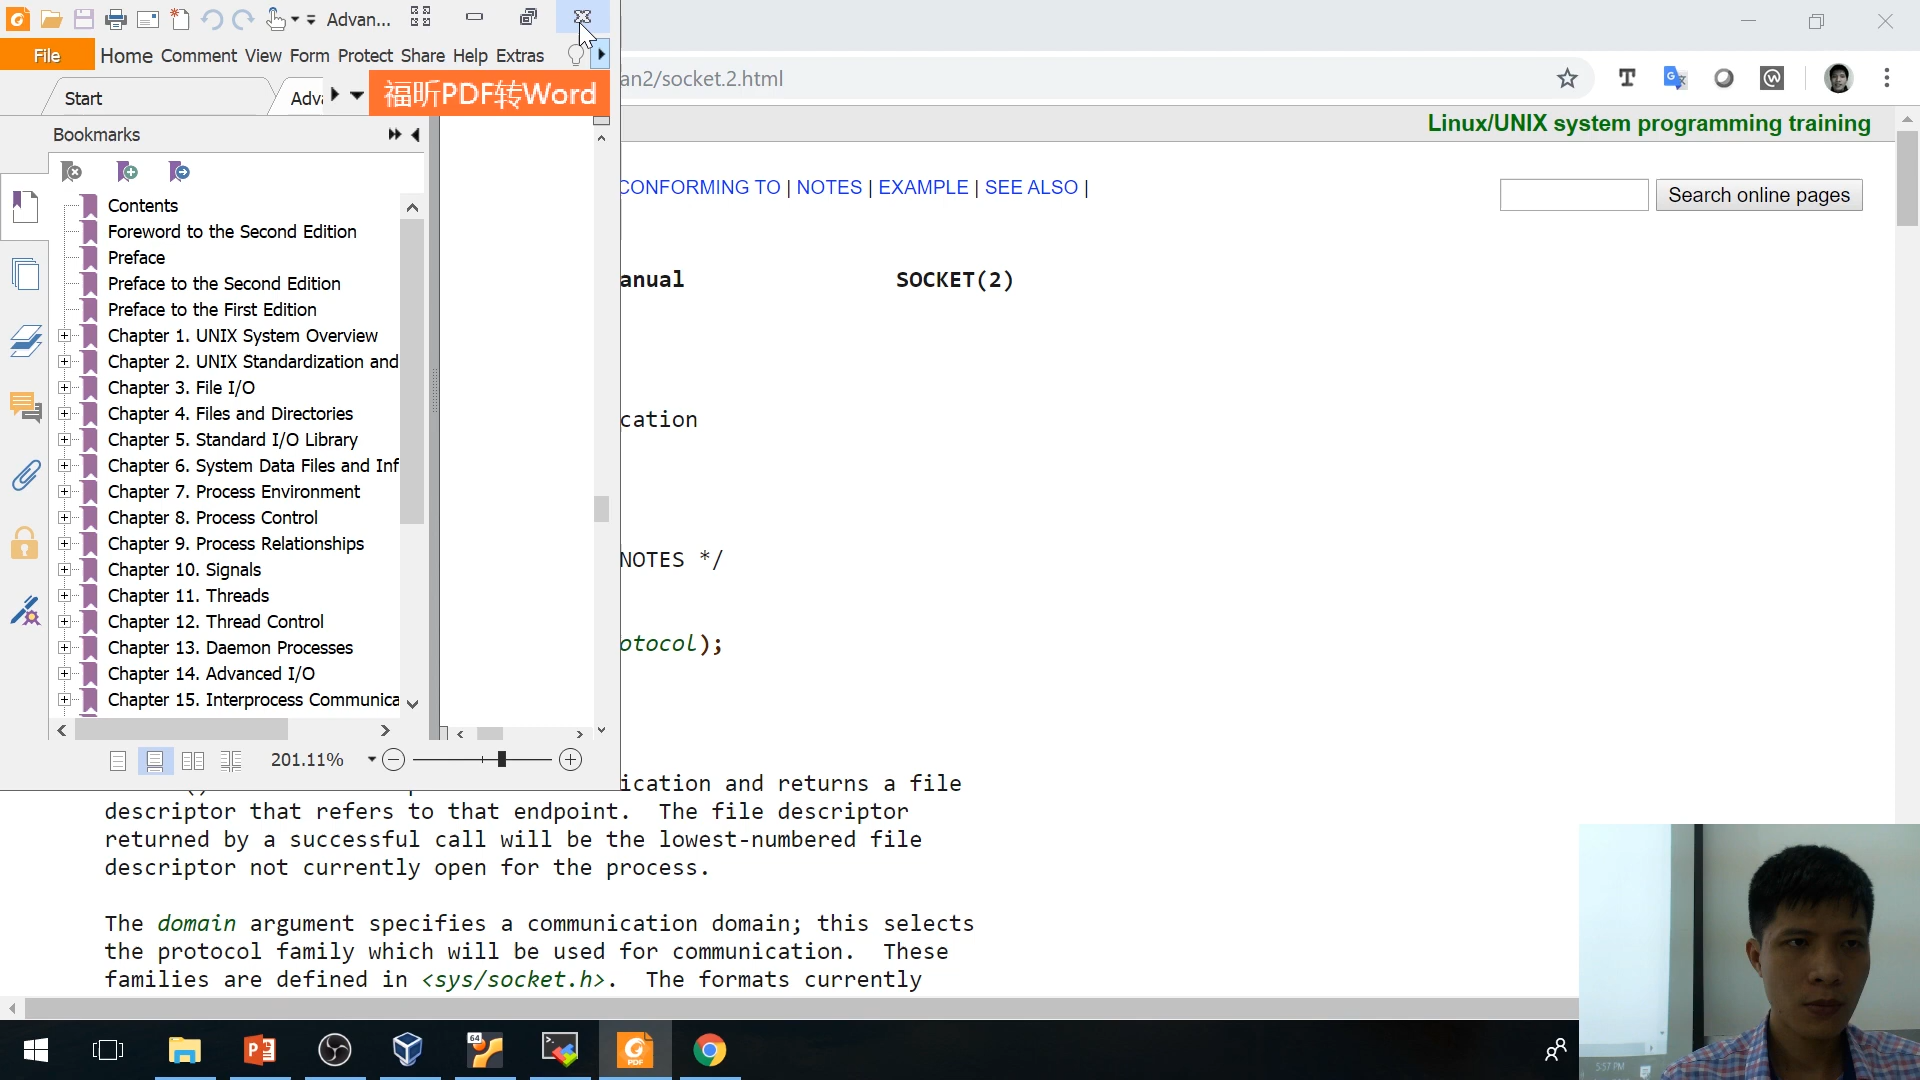 Advan...
File Home Comment View Form Protect Share Help Extras
Start
Adv
福昕PDF转Word
Bookmarks
Contents
Foreword to the Second Edition
Preface
Preface to the Second Edition
Preface to the First Edition
Chapter 1. UNIX System Overview
Chapter 2. UNIX Standardization and
Chapter 3. File I/O
Chapter 4. Files and Directories
Chapter 5. Standard I/O Library
Chapter 6. System Data Files and Inf
Chapter 7. Process Environment
Chapter 8. Process Control
Chapter 9. Process Relationships
Chapter 10. Signals
Chapter 11. Threads
Chapter 12. Thread Control
Chapter 13. Daemon Processes
Chapter 14. Advanced I/O
Chapter 15. Interprocess Communica
201.11%
an2/socket.2.html
Linux/UNIX system programming training
CONFORMING TO | NOTES | EXAMPLE | SEE ALSO |
Search online pages
anual SOCKET(2)
cation
NOTES */
otocol);
ication and returns a file
descriptor that refers to that endpoint. The file descriptor
returned by a successful call will be the lowest-numbered file
descriptor not currently open for the process.
The domain argument specifies a communication domain; this selects
the protocol family which will be used for communication. These
families are defined in <sys/socket.h>. The formats currently
64
PDF
5:57 PM